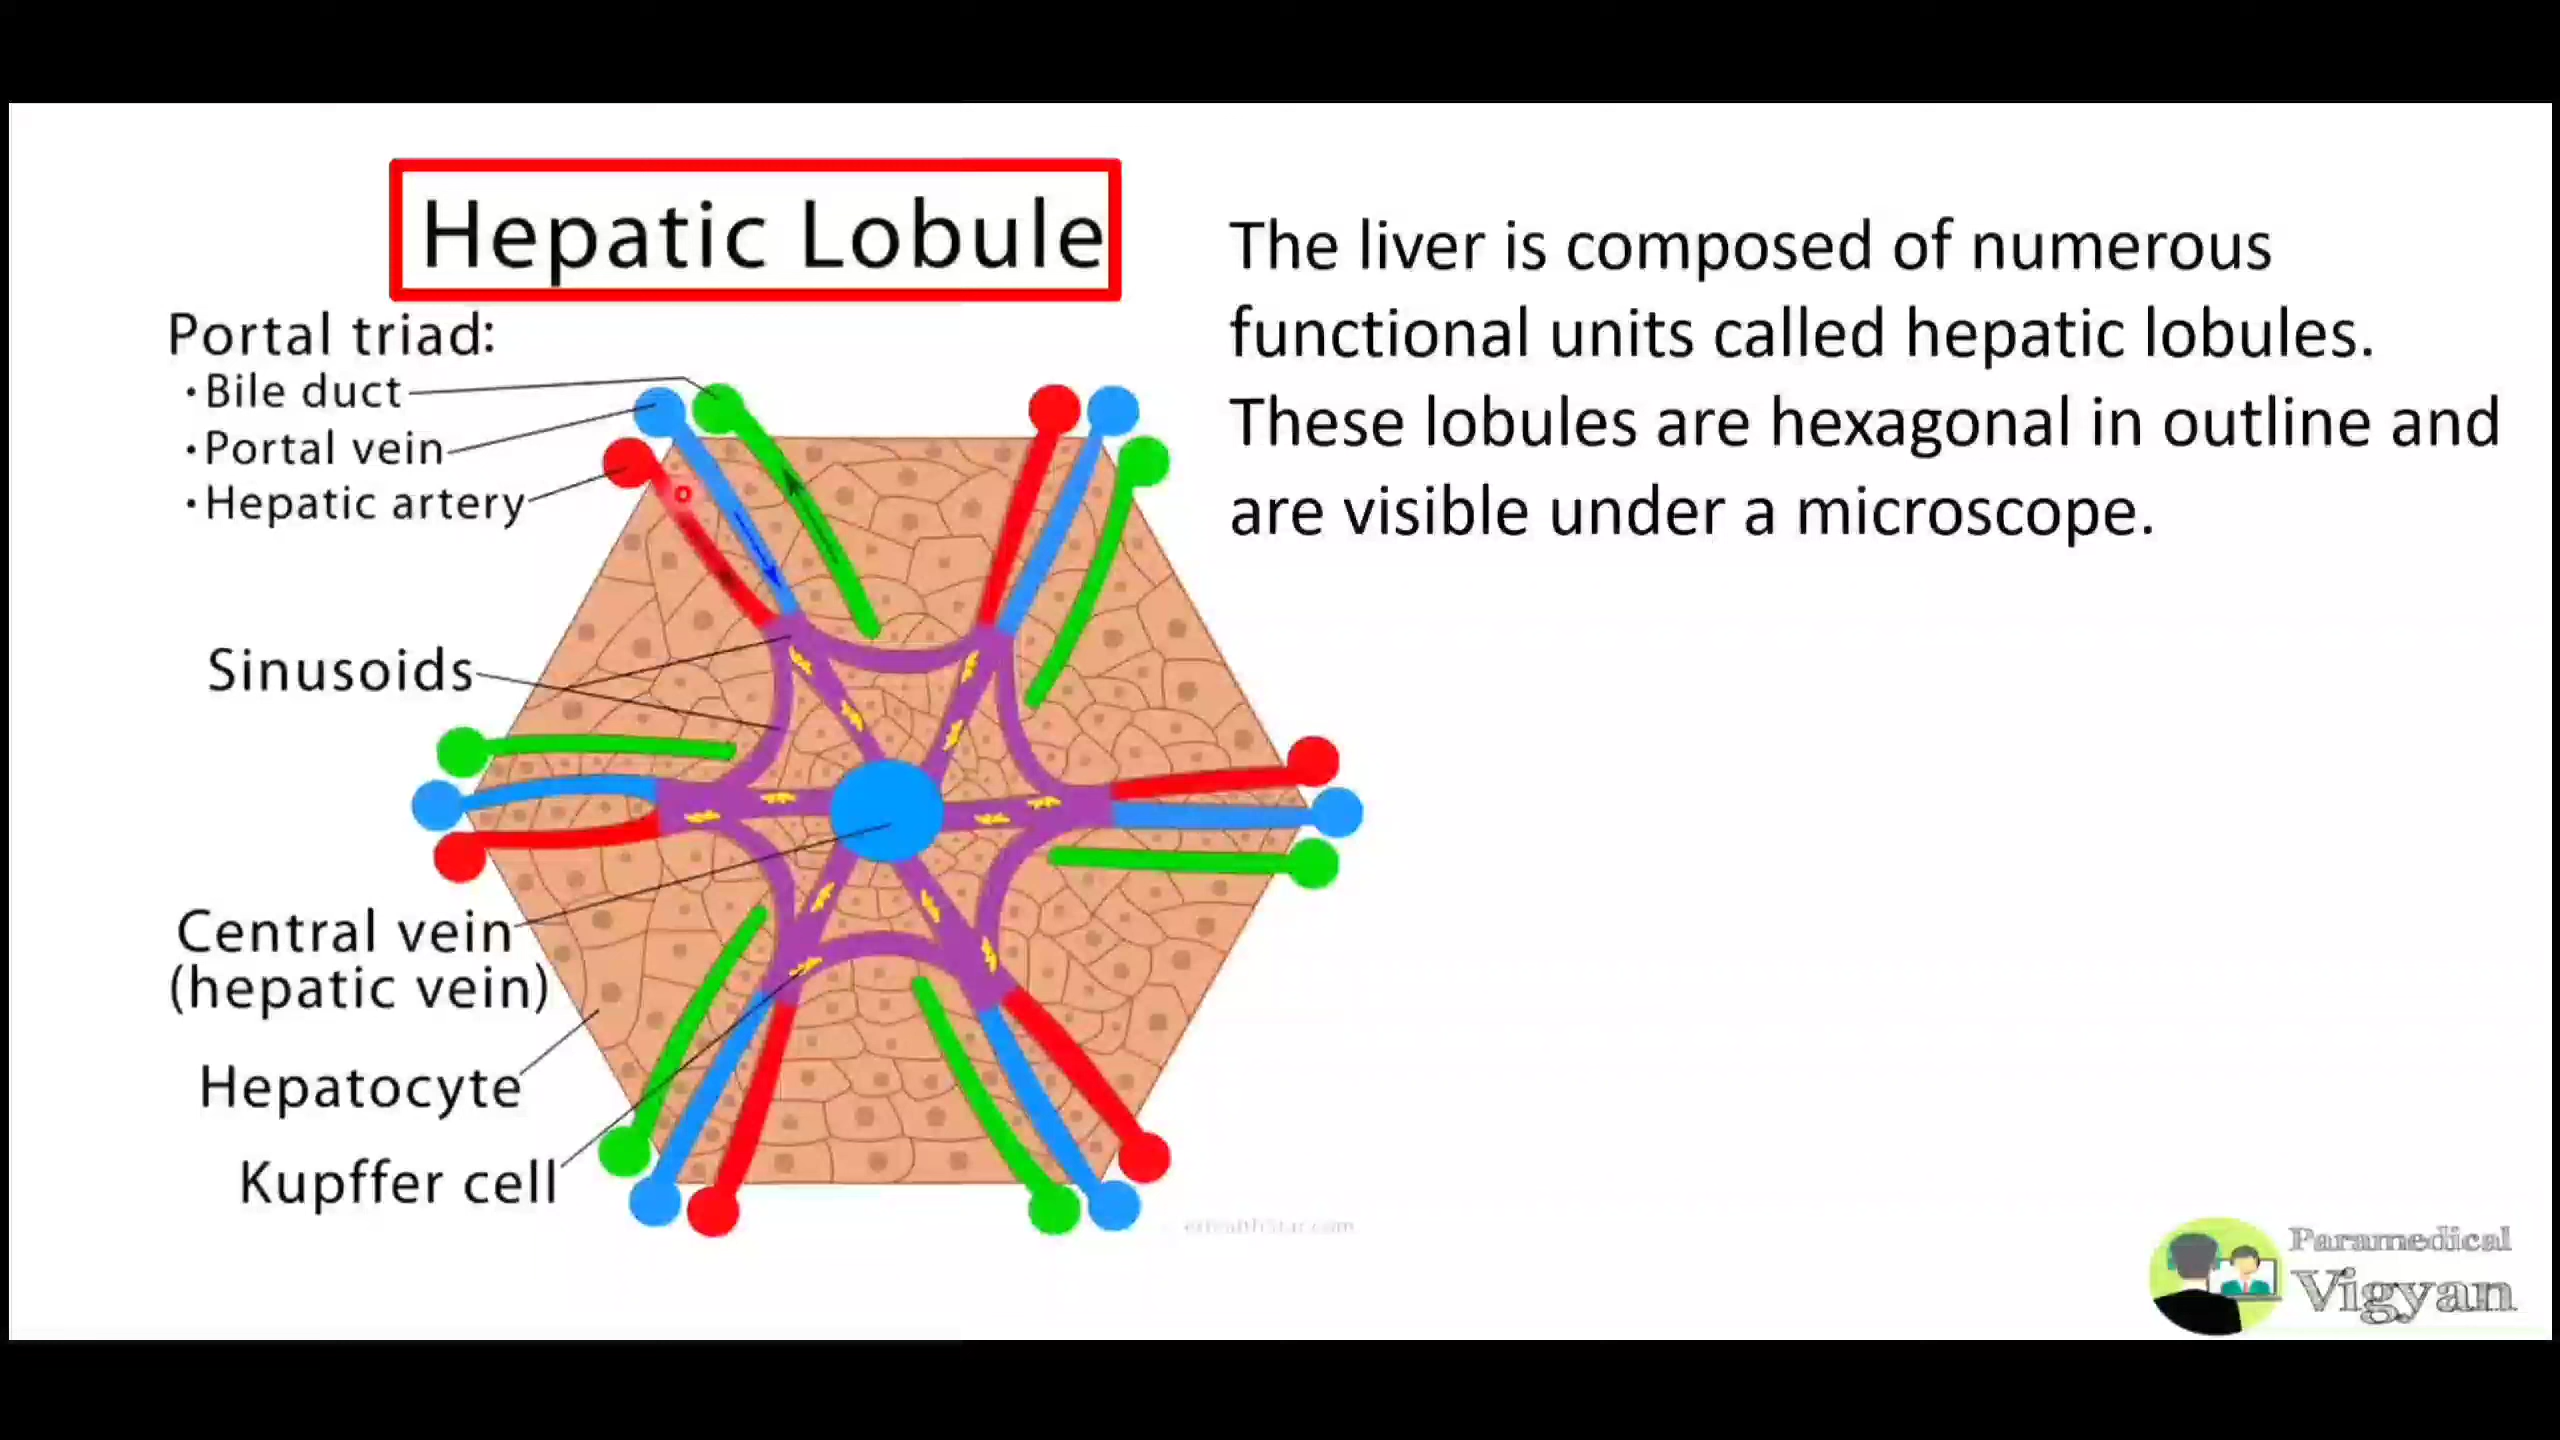 Hepatic Lobule
Portal triad:
• Bile duct
• Portal vein
• Hepatic artery
Sinusoids
Central vein
(hepatic vein)
Hepatocyte
Kupffer cell
The liver is composed of numerous
functional units called hepatic lobules.
These lobules are hexagonal in outline and
are visible under a microscope.
Paramedical
Vigyan